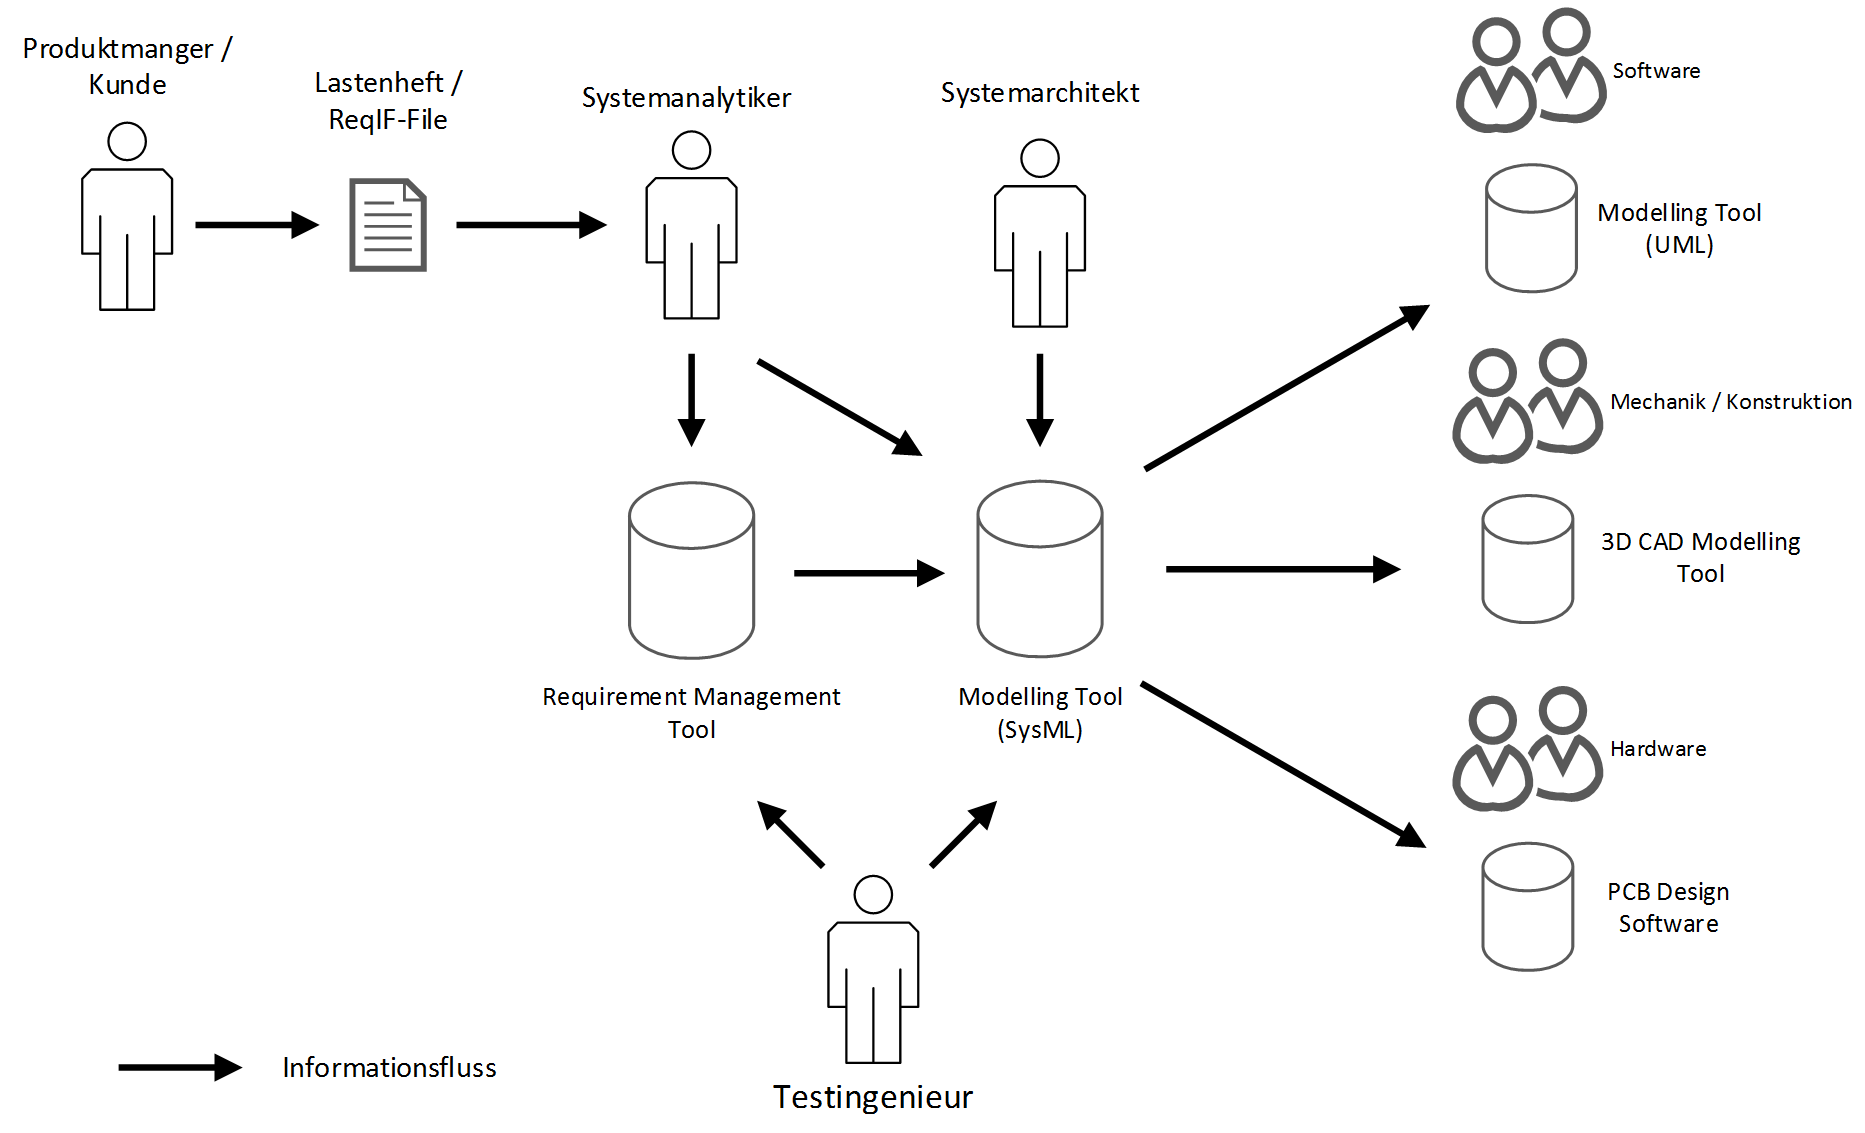 Produktmanger /
Kunde
Lastenheft /
ReqIF-File
Systemanalytiker
Systemarchitekt
Software
Modelling Tool
(UML)
Mechanik / Konstruktion
3D CAD Modelling
Tool
Requirement Management
Tool
Modelling Tool
(SysML)
Hardware
PCB Design
Software
Informationsfluss
Testingenieur